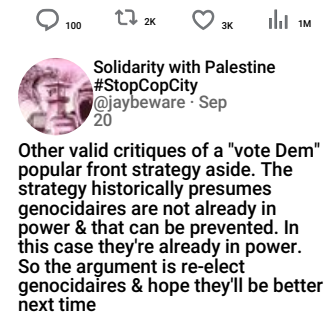 100 2K 3K 1M
Solidarity with Palestine
#StopCopCity
@jaybeware · Sep
20
Other valid critiques of a "vote Dem"
popular front strategy aside. The
strategy historically presumes
genocidaires are not already in
power & that can be prevented. In
this case they're already in power.
So the argument is re-elect
genocidaires & hope they'll be better
next time